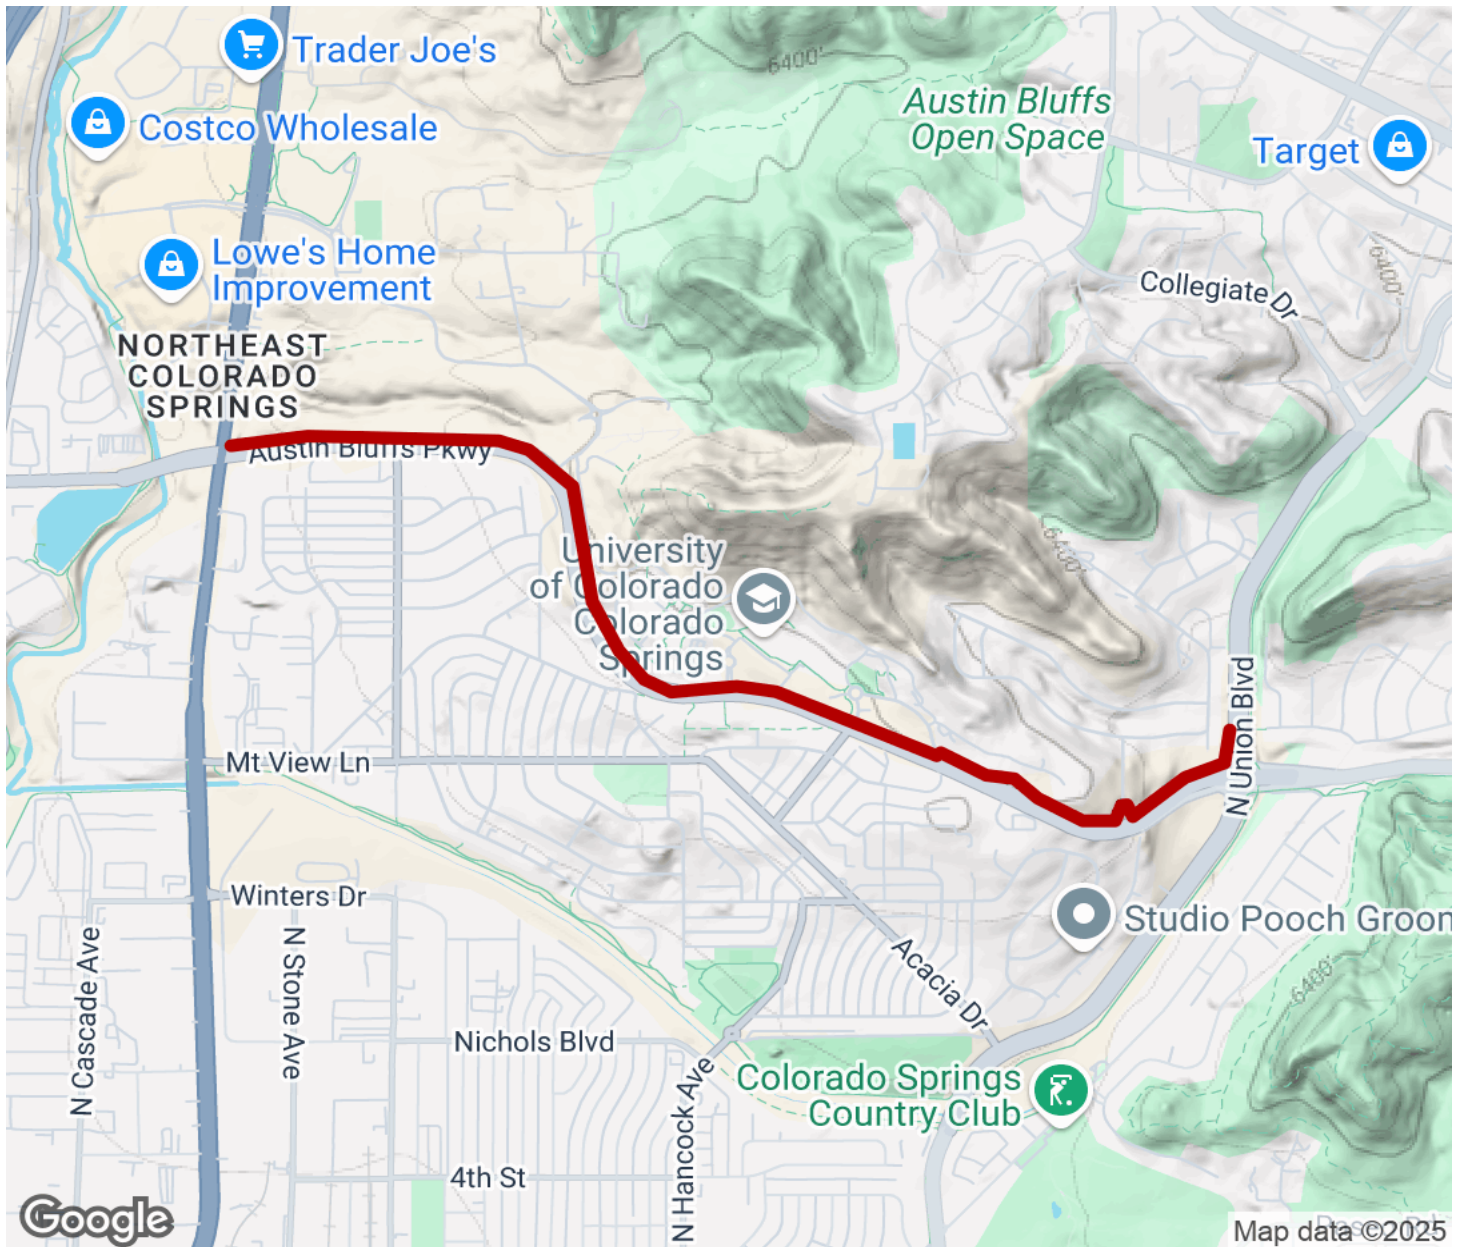 Trader Joe's
Costco Wholesale
6400'
Austin Bluffs
Open Space
Target
Lowe's Home
Improvement
Collegiate Dr
6400'
NORTHEAST
COLORADO
SPRINGS
Austin Bluffs Pkwy
6400'
University
of Colorado
Colorado
Springs
N Union Blvd
Mt View Ln
Winters Dr
N Cascade Ave
N Stone Ave
Studio Pooch Groon
Acacia Dr
6400'
Nichols Blvd
N Hancock Ave
Colorado Springs
Country Club
4th St
Google
Map data ©2025